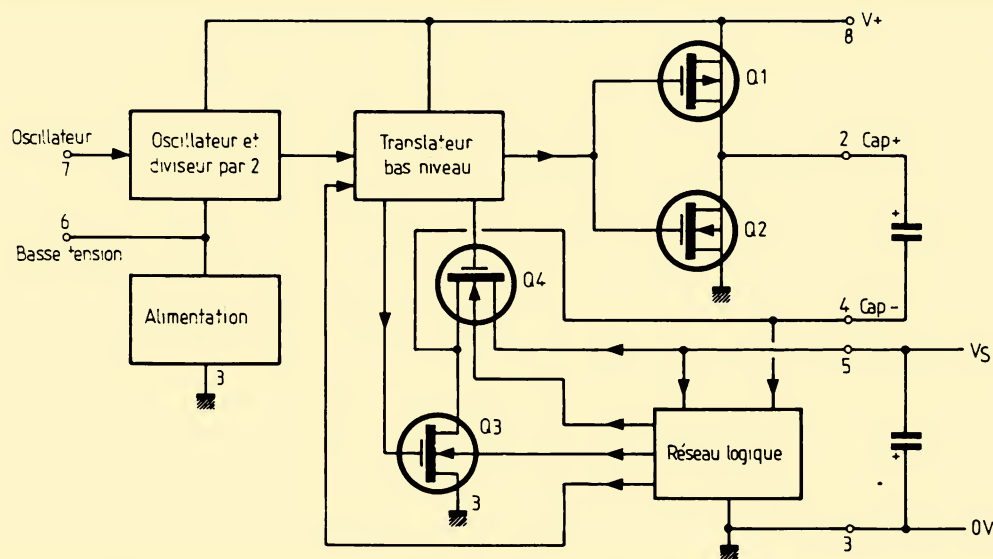 V+
8
Q1
Oscillateur
7
Oscillateur et
diviseur par 2
Translateur
bas niveau
2 Cap+
+
6
Basse tension
Q2
Q4
Alimentation
4 Cap -
3
5
VS
Q3
Réseau logique
+
3
3
0V